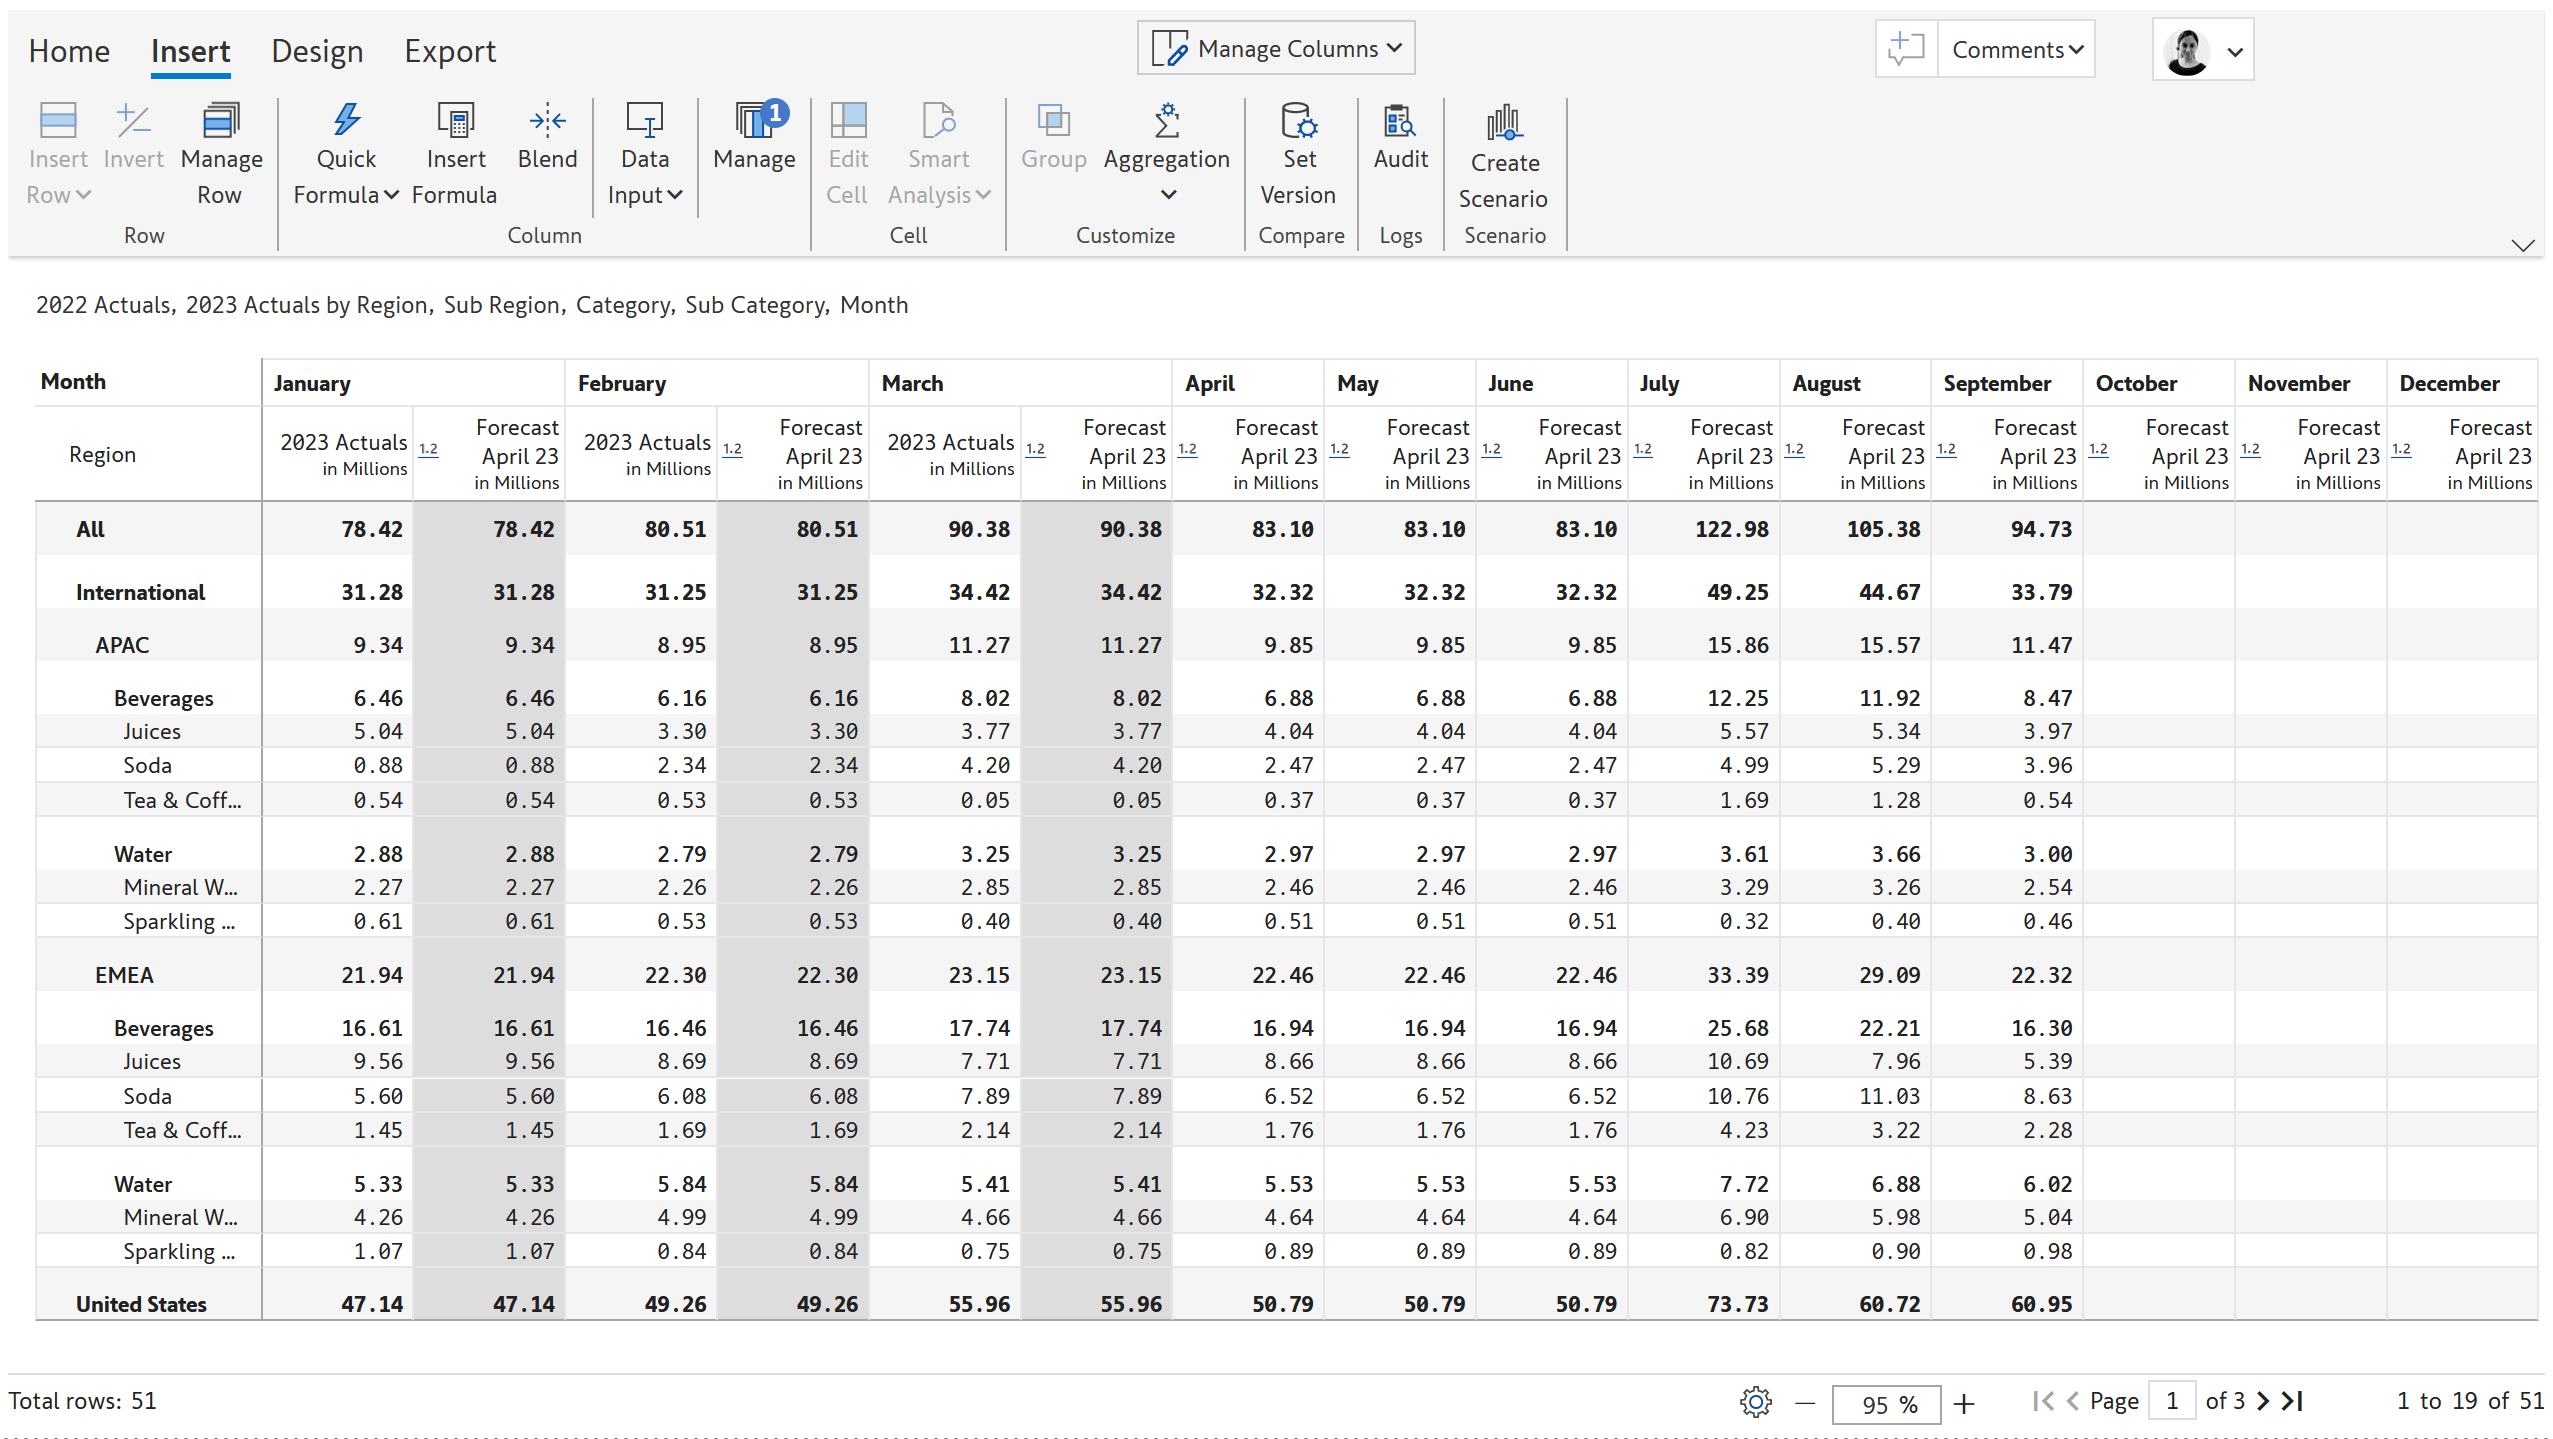 Home Insert Design Export Manage Columns Comments
1
Insert Row Invert Manage Row Quick Formula Insert Formula Blend Data Input Manage Edit Cell Smart Analysis Group Aggregation Set Version Audit Create Scenario
Row Column Cell Customize Compare Logs Scenario
2022 Actuals, 2023 Actuals by Region, Sub Region, Category, Sub Category, Month
Month January February March April May June July August September October November December
Region 2023 Actuals in Millions 1.2 Forecast April 23 in Millions 2023 Actuals in Millions 1.2 Forecast April 23 in Millions 2023 Actuals in Millions 1.2 Forecast April 23 in Millions 1.2 Forecast April 23 in Millions 1.2 Forecast April 23 in Millions 1.2 Forecast April 23 in Millions 1.2 Forecast April 23 in Millions 1.2 Forecast April 23 in Millions 1.2 Forecast April 23 in Millions 1.2 Forecast April 23 in Millions 1.2 Forecast April 23 in Millions 1.2 Forecast April 23 in Millions
All 78.42 78.42 80.51 80.51 90.38 90.38 83.10 83.10 83.10 122.98 105.38 94.73
International 31.28 31.28 31.25 31.25 34.42 34.42 32.32 32.32 32.32 49.25 44.67 33.79
APAC 9.34 9.34 8.95 8.95 11.27 11.27 9.85 9.85 9.85 15.86 15.57 11.47
Beverages 6.46 6.46 6.16 6.16 8.02 8.02 6.88 6.88 6.88 12.25 11.92 8.47
Juices 5.04 5.04 3.30 3.30 3.77 3.77 4.04 4.04 4.04 5.57 5.34 3.97
Soda 0.88 0.88 2.34 2.34 4.20 4.20 2.47 2.47 2.47 4.99 5.29 3.96
Tea & Coff... 0.54 0.54 0.53 0.53 0.05 0.05 0.37 0.37 0.37 1.69 1.28 0.54
Water 2.88 2.88 2.79 2.79 3.25 3.25 2.97 2.97 2.97 3.61 3.66 3.00
Mineral W... 2.27 2.27 2.26 2.26 2.85 2.85 2.46 2.46 2.46 3.29 3.26 2.54
Sparkling ... 0.61 0.61 0.53 0.53 0.40 0.40 0.51 0.51 0.51 0.32 0.40 0.46
EMEA 21.94 21.94 22.30 22.30 23.15 23.15 22.46 22.46 22.46 33.39 29.09 22.32
Beverages 16.61 16.61 16.46 16.46 17.74 17.74 16.94 16.94 16.94 25.68 22.21 16.30
Juices 9.56 9.56 8.69 8.69 7.71 7.71 8.66 8.66 8.66 10.69 7.96 5.39
Soda 5.60 5.60 6.08 6.08 7.89 7.89 6.52 6.52 6.52 10.76 11.03 8.63
Tea & Coff... 1.45 1.45 1.69 1.69 2.14 2.14 1.76 1.76 1.76 4.23 3.22 2.28
Water 5.33 5.33 5.84 5.84 5.41 5.41 5.53 5.53 5.53 7.72 6.88 6.02
Mineral W... 4.26 4.26 4.99 4.99 4.66 4.66 4.64 4.64 4.64 6.90 5.98 5.04
Sparkling ... 1.07 1.07 0.84 0.84 0.75 0.75 0.89 0.89 0.89 0.82 0.90 0.98
United States 47.14 47.14 49.26 49.26 55.96 55.96 50.79 50.79 50.79 73.73 60.72 60.95
Total rows: 51 95 % Page 1 of 3 1 to 19 of 51